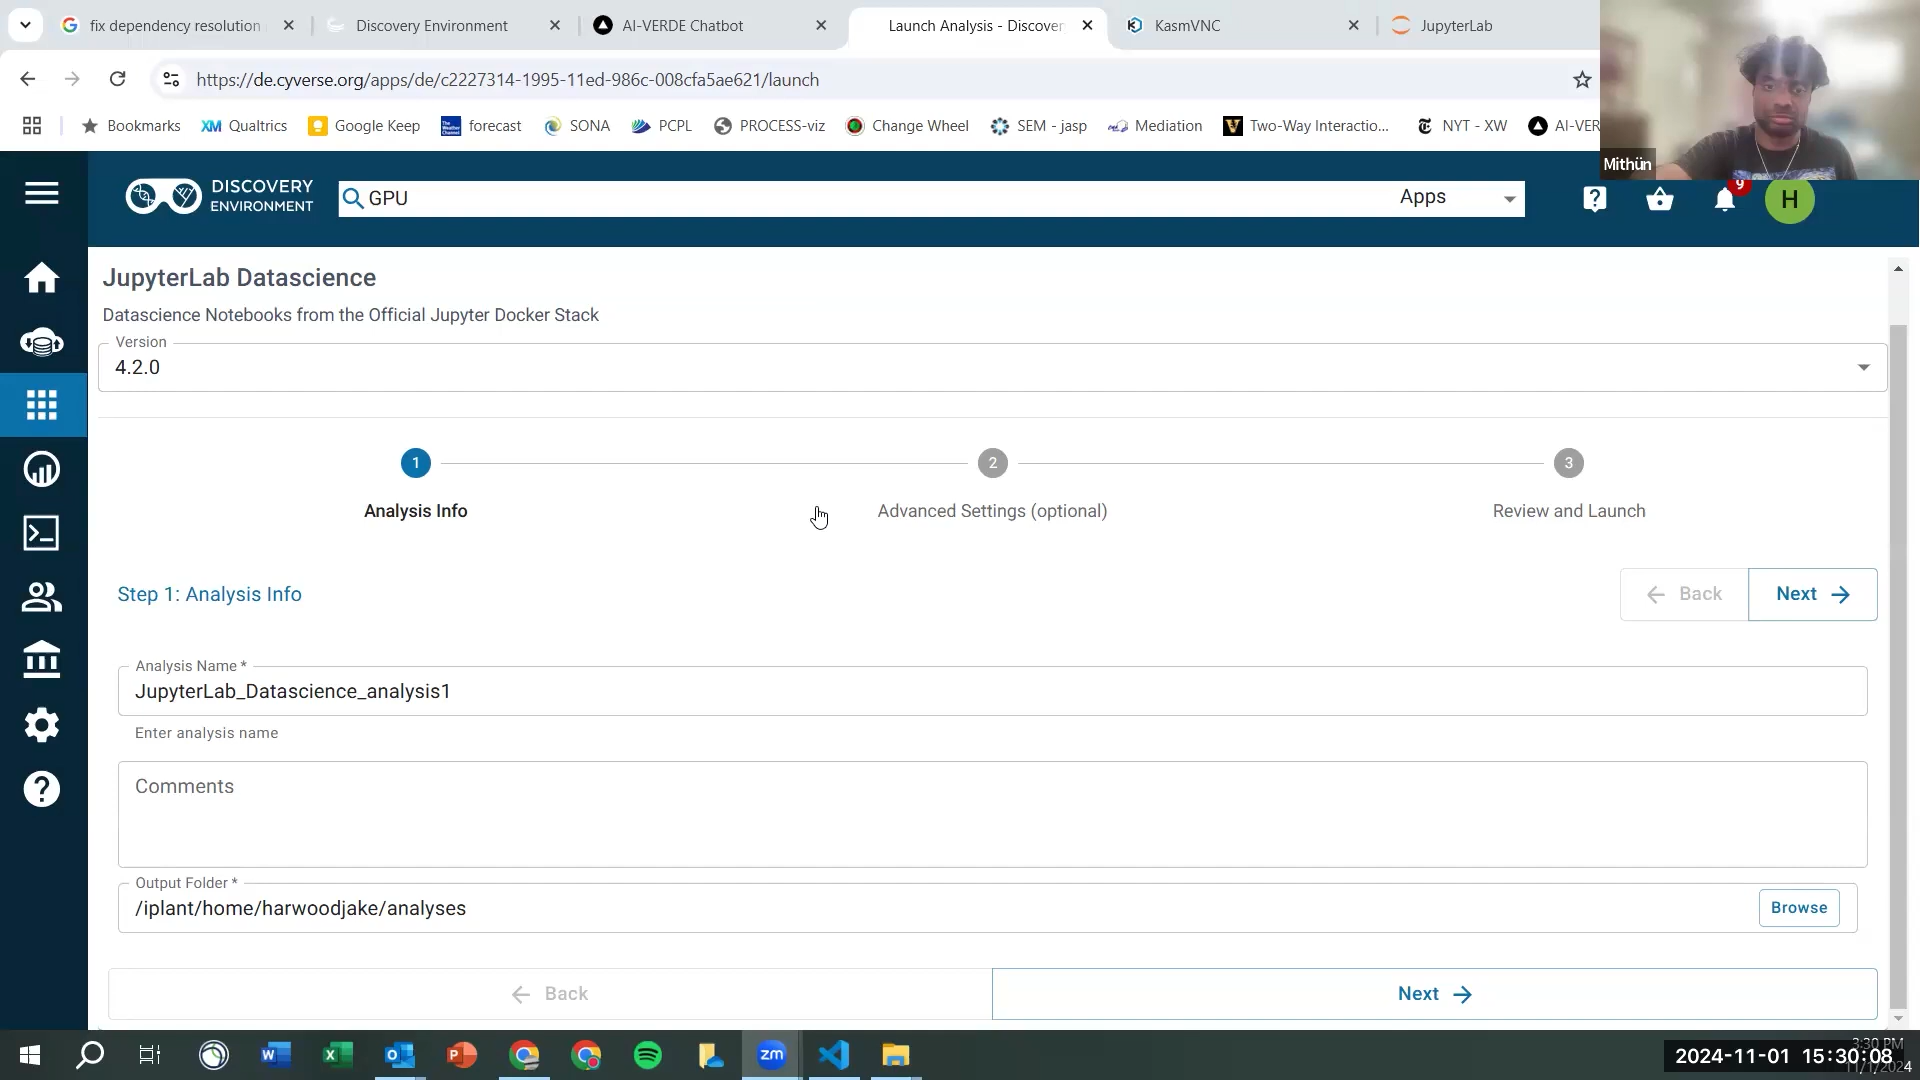 fix dependency resolution
Discovery Environment
AI-VERDE Chatbot
Launch Analysis - Discover
KasmVNC
JupyterLab
https://de.cyverse.org/apps/de/c2227314-1995-11ed-986c-008cfa5ae621/launch
Bookmarks
Qualtrics
Google Keep
forecast
SONA
PCPL
PROCESS-viz
Change Wheel
SEM - jasp
Mediation
Two-Way Interactio...
NYT - XW
AI-VER
Mithün
DISCOVERY
ENVIRONMENT
GPU
Apps
9
H
JupyterLab Datascience
Datascience Notebooks from the Official Jupyter Docker Stack
Version
4.2.0
1
2
3
Analysis Info
Advanced Settings (optional)
Review and Launch
Step 1: Analysis Info
Back
Next
Analysis Name *
JupyterLab_Datascience_analysis1
Enter analysis name
Comments
Output Folder *
/iplant/home/harwoodjake/analyses
Browse
Back
Next
zm
3:30 PM
2024-11-01 15:30:08